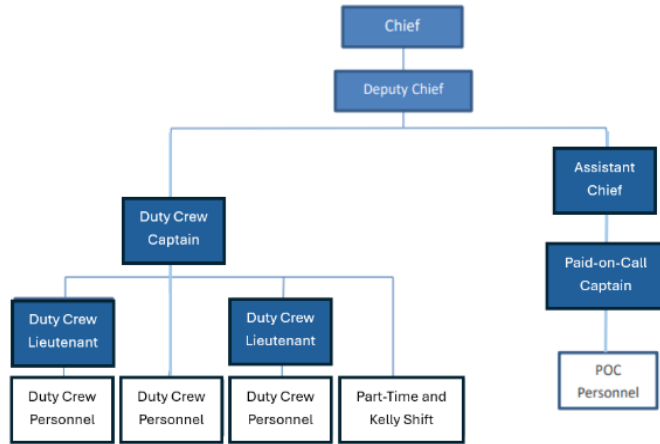 Chief
Deputy Chief
Assistant
Chief
Duty Crew
Captain
Paid-on-Call
Captain
Duty Crew
Lieutenant
Duty Crew
Lieutenant
Duty Crew
Personnel
Duty Crew
Personnel
Duty Crew
Personnel
Part-Time and
Kelly Shift
POC
Personnel